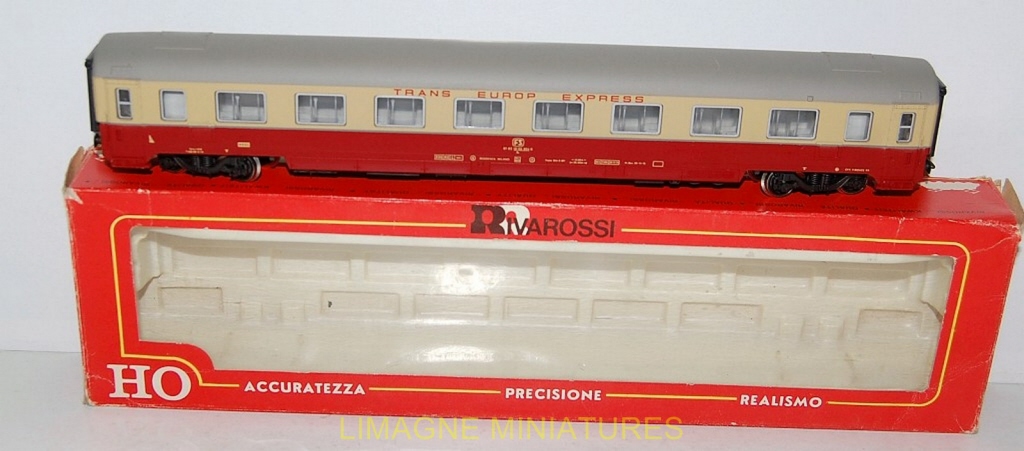 TRANS EUROP EXPRESS
FS
RIVAROSSI
HO
ACCURATEZZA
PRECISIONE
REALISMO
LIMAGNE MINIATURES